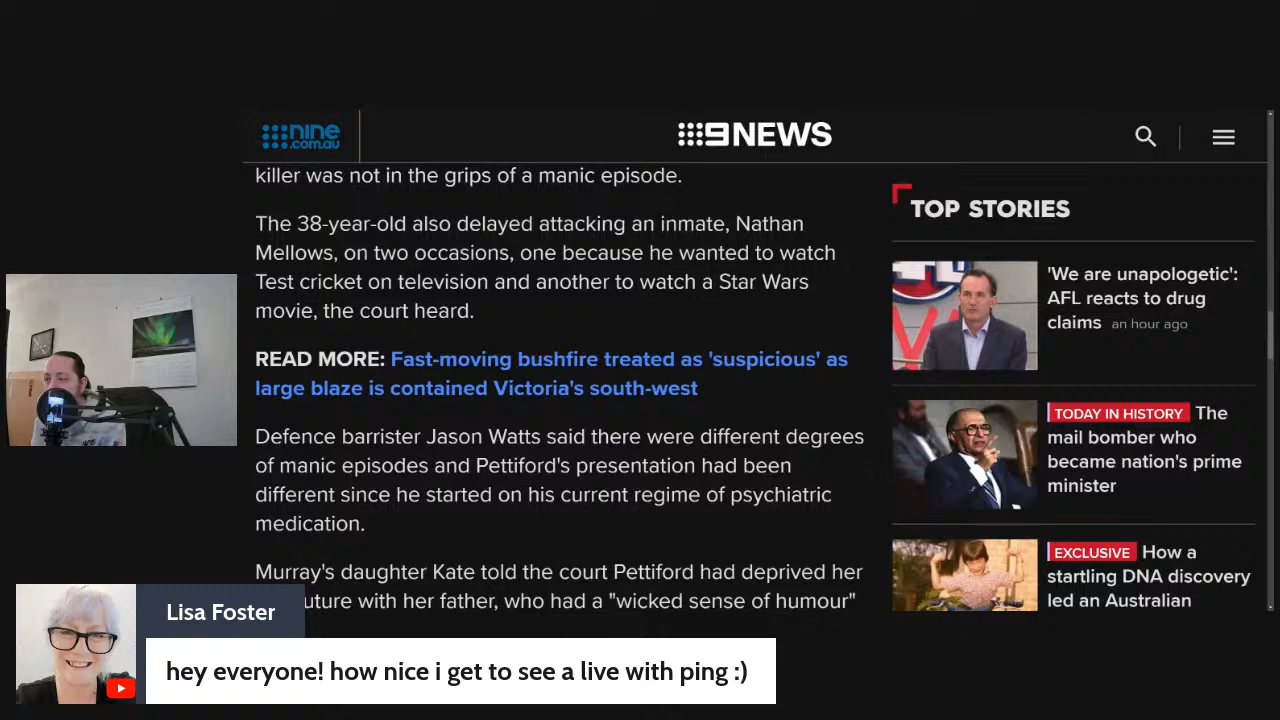 nine
.com.au
9NEWS
killer was not in the grips of a manic episode.
The 38-year-old also delayed attacking an inmate, Nathan
Mellows, on two occasions, one because he wanted to watch
Test cricket on television and another to watch a Star Wars
movie, the court heard.
READ MORE: Fast-moving bushfire treated as 'suspicious' as
large blaze is contained Victoria's south-west
Defence barrister Jason Watts said there were different degrees
of manic episodes and Pettiford's presentation had been
different since he started on his current regime of psychiatric
medication.
Murray's daughter Kate told the court Pettiford had deprived her
uture with her father, who had a "wicked sense of humour"
TOP STORIES
'We are unapologetic':
AFL reacts to drug
claims an hour ago
TODAY IN HISTORY The
mail bomber who
became nation's prime
minister
EXCLUSIVE How a
startling DNA discovery
led an Australian
Lisa Foster
hey everyone! how nice i get to see a live with ping :)